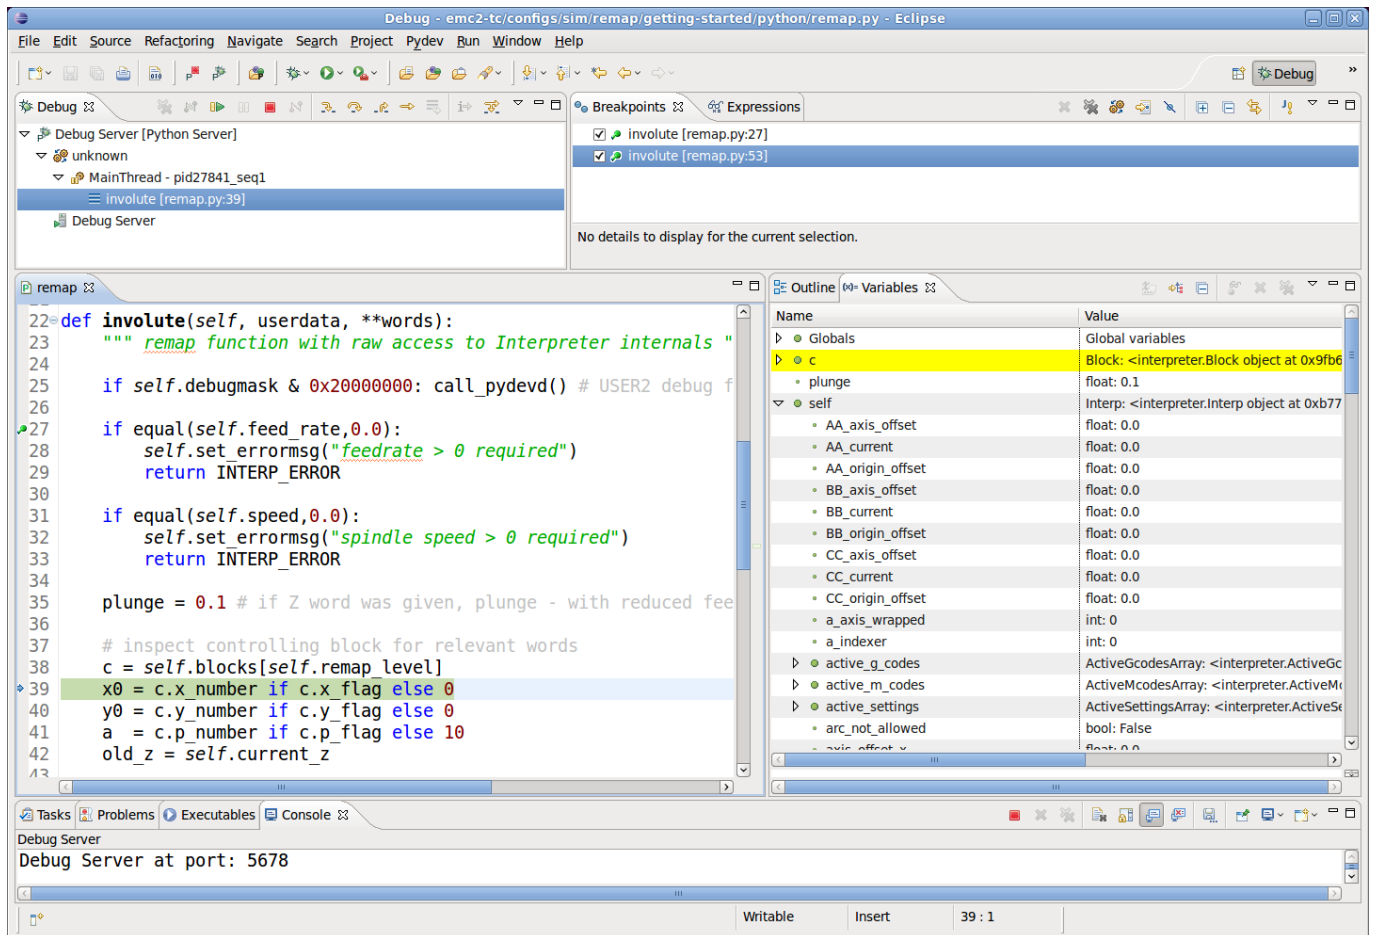 Debug - emc2-tc/configs/sim/remap/getting-started/python/remap.py - Eclipse
File Edit Source Refactoring Navigate Search Project Pydev Run Window Help
Debug
»
Debug
Debug Server [Python Server]
unknown
MainThread - pid27841_seq1
involute [remap.py:39]
Debug Server
Breakpoints Expressions
involute [remap.py:27]
involute [remap.py:53]
No details to display for the current selection.
remap
22 def involute(self, userdata, **words):
23 """ remap function with raw access to Interpreter internals "
24
25 if self.debugmask & 0x20000000: call_pydevd() # USER2 debug f
26
27 if equal(self.feed_rate,0.0):
28 self.set_errormsg("feedrate > 0 required")
29 return INTERP_ERROR
30
31 if equal(self.speed,0.0):
32 self.set_errormsg("spindle speed > 0 required")
33 return INTERP_ERROR
34
35 plunge = 0.1 # if Z word was given, plunge - with reduced fee
36
37 # inspect controlling block for relevant words
38 c = self.blocks[self.remap_level]
39 x0 = c.x_number if c.x_flag else 0
40 y0 = c.y_number if c.y_flag else 0
41 a  = c.p_number if c.p_flag else 10
42 old_z = self.current_z
43
Outline Variables
Name Value
Globals Global variables
c Block: <interpreter.Block object at 0x9fb6
plunge float: 0.1
self Interp: <interpreter.Interp object at 0xb77
AA_axis_offset float: 0.0
AA_current float: 0.0
AA_origin_offset float: 0.0
BB_axis_offset float: 0.0
BB_current float: 0.0
BB_origin_offset float: 0.0
CC_axis_offset float: 0.0
CC_current float: 0.0
CC_origin_offset float: 0.0
a_axis_wrapped int: 0
a_indexer int: 0
active_g_codes ActiveGcodesArray: <interpreter.ActiveGc
active_m_codes ActiveMcodesArray: <interpreter.ActiveMc
active_settings ActiveSettingsArray: <interpreter.ActiveSe
arc_not_allowed bool: False
axis_offset_x float: 0.0
Tasks Problems Executables Console
Debug Server
Debug Server at port: 5678
Writable Insert 39 : 1